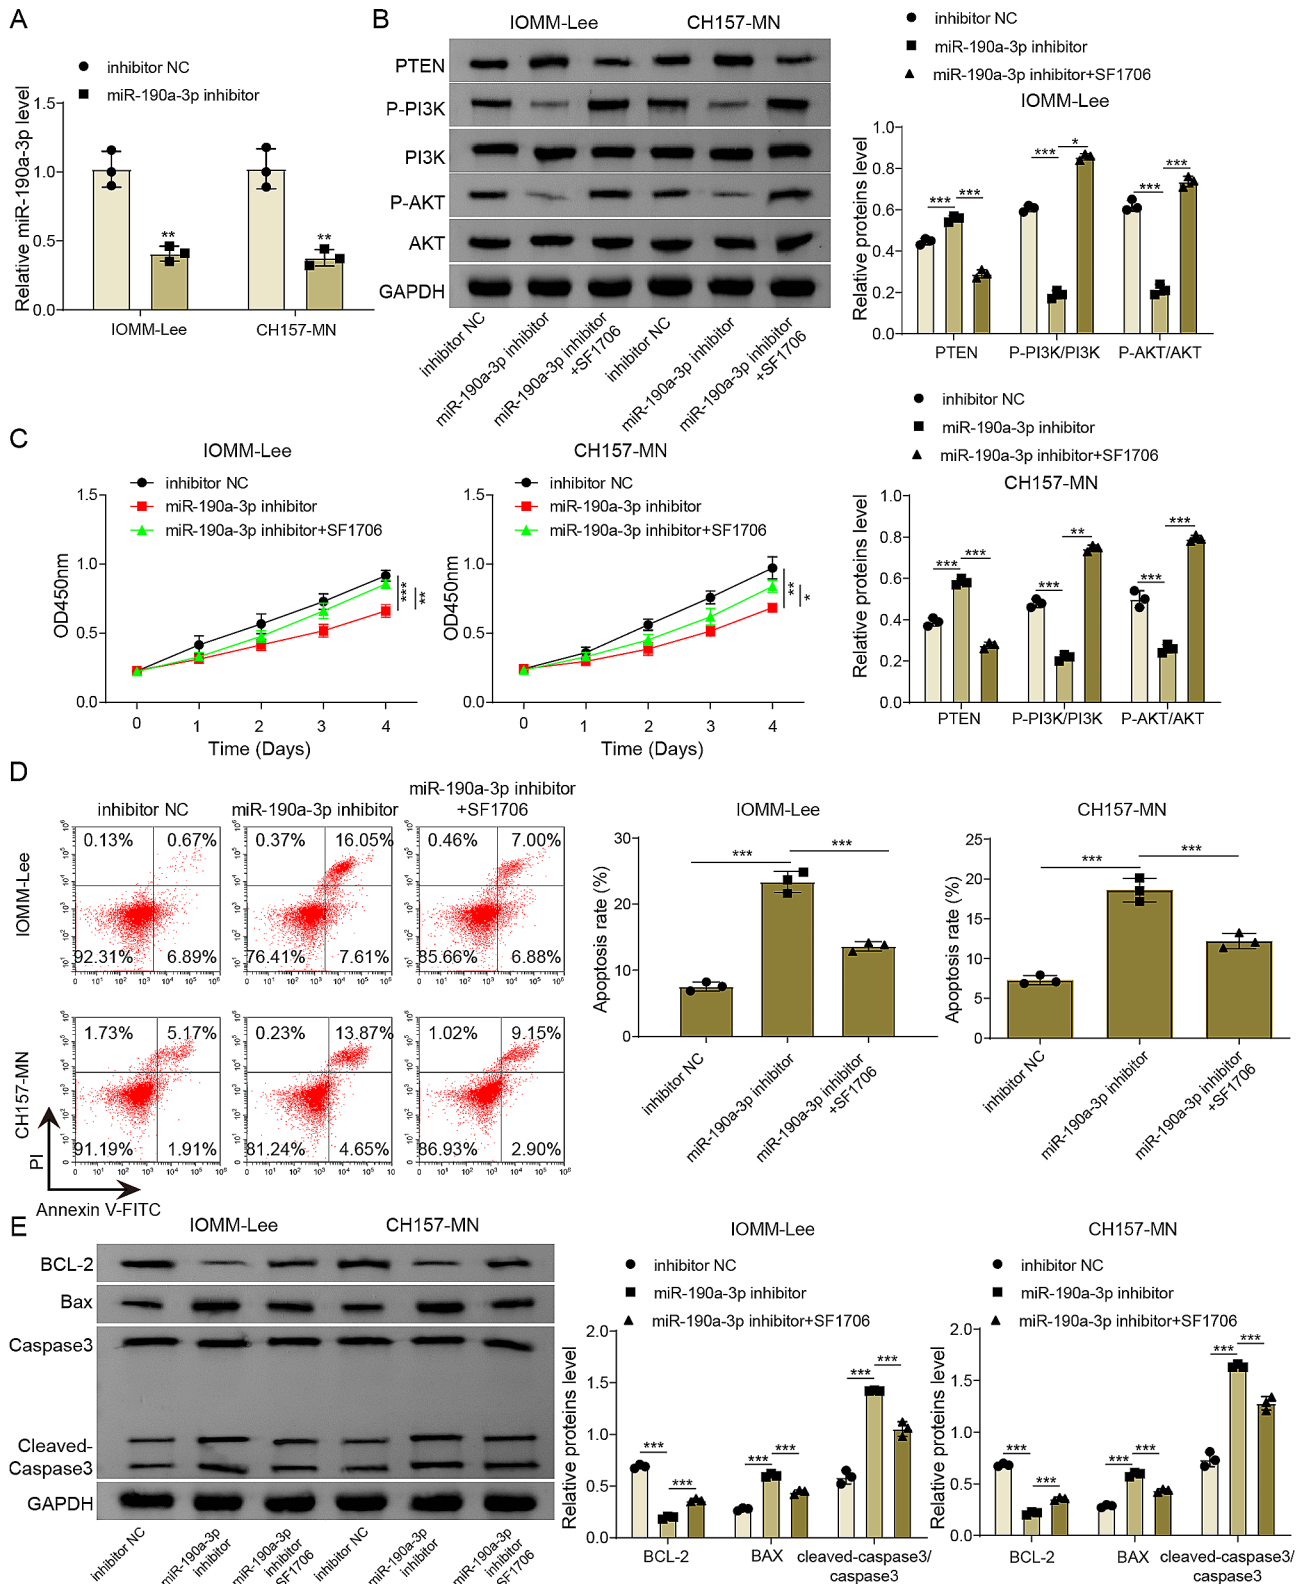 A
inhibitor NC
miR-190a-3p inhibitor
Relative miR-190a-3p level
1.5
1.0
0.5
0.0
**
**
IOMM-Lee
CH157-MN
B
IOMM-Lee
CH157-MN
PTEN
P-PI3K
PI3K
P-AKT
AKT
GAPDH
inhibitor NC
miR-190a-3p inhibitor
miR-190a-3p inhibitor
+SF1706
inhibitor NC
miR-190a-3p inhibitor
miR-190a-3p inhibitor
+SF1706
inhibitor NC
miR-190a-3p inhibitor
miR-190a-3p inhibitor+SF1706
IOMM-Lee
Relative proteins level
1.0
0.8
0.6
0.4
0.2
0.0
*** ***
*** *
*** ***
PTEN
P-PI3K/PI3K
P-AKT/AKT
inhibitor NC
miR-190a-3p inhibitor
miR-190a-3p inhibitor+SF1706
CH157-MN
Relative proteins level
1.0
0.8
0.6
0.4
0.2
0.0
*** ***
*** **
*** ***
PTEN
P-PI3K/PI3K
P-AKT/AKT
C
IOMM-Lee
inhibitor NC
miR-190a-3p inhibitor
miR-190a-3p inhibitor+SF1706
OD450nm
1.5
1.0
0.5
0.0
***
**
0 1 2 3 4
Time (Days)
CH157-MN
inhibitor NC
miR-190a-3p inhibitor
miR-190a-3p inhibitor+SF1706
OD450nm
1.5
1.0
0.5
0.0
**
*
0 1 2 3 4
Time (Days)
D
inhibitor NC
miR-190a-3p inhibitor
miR-190a-3p inhibitor
+SF1706
IOMM-Lee
0.13% 0.67%
92.31% 6.89%
0.37% 16.05%
76.41% 7.61%
0.46% 7.00%
85.66% 6.88%
CH157-MN
1.73% 5.17%
91.19% 1.91%
0.23% 13.87%
81.24% 4.65%
1.02% 9.15%
86.93% 2.90%
PI
Annexin V-FITC
IOMM-Lee
Apoptosis rate (%)
30
20
10
0
*** ***
inhibitor NC
miR-190a-3p inhibitor
miR-190a-3p inhibitor
+SF1706
CH157-MN
Apoptosis rate (%)
25
20
15
10
5
0
*** ***
inhibitor NC
miR-190a-3p inhibitor
miR-190a-3p inhibitor
+SF1706
E
IOMM-Lee
CH157-MN
BCL-2
Bax
Caspase3
Cleaved-
Caspase3
GAPDH
inhibitor NC
miR-190a-3p
inhibitor
miR-190a-3p
inhibitor
SF1706
inhibitor NC
miR-190a-3p
inhibitor
miR-190a-3p
inhibitor
SF1706
IOMM-Lee
inhibitor NC
miR-190a-3p inhibitor
miR-190a-3p inhibitor+SF1706
Relative proteins level
2.0
1.5
1.0
0.5
0.0
*** ***
*** ***
*** ***
BCL-2
BAX
cleaved-caspase3/
caspase3
CH157-MN
inhibitor NC
miR-190a-3p inhibitor
miR-190a-3p inhibitor+SF1706
Relative proteins level
2.0
1.5
1.0
0.5
0.0
*** ***
*** ***
*** ***
BCL-2
BAX
cleaved-caspase3/
caspase3